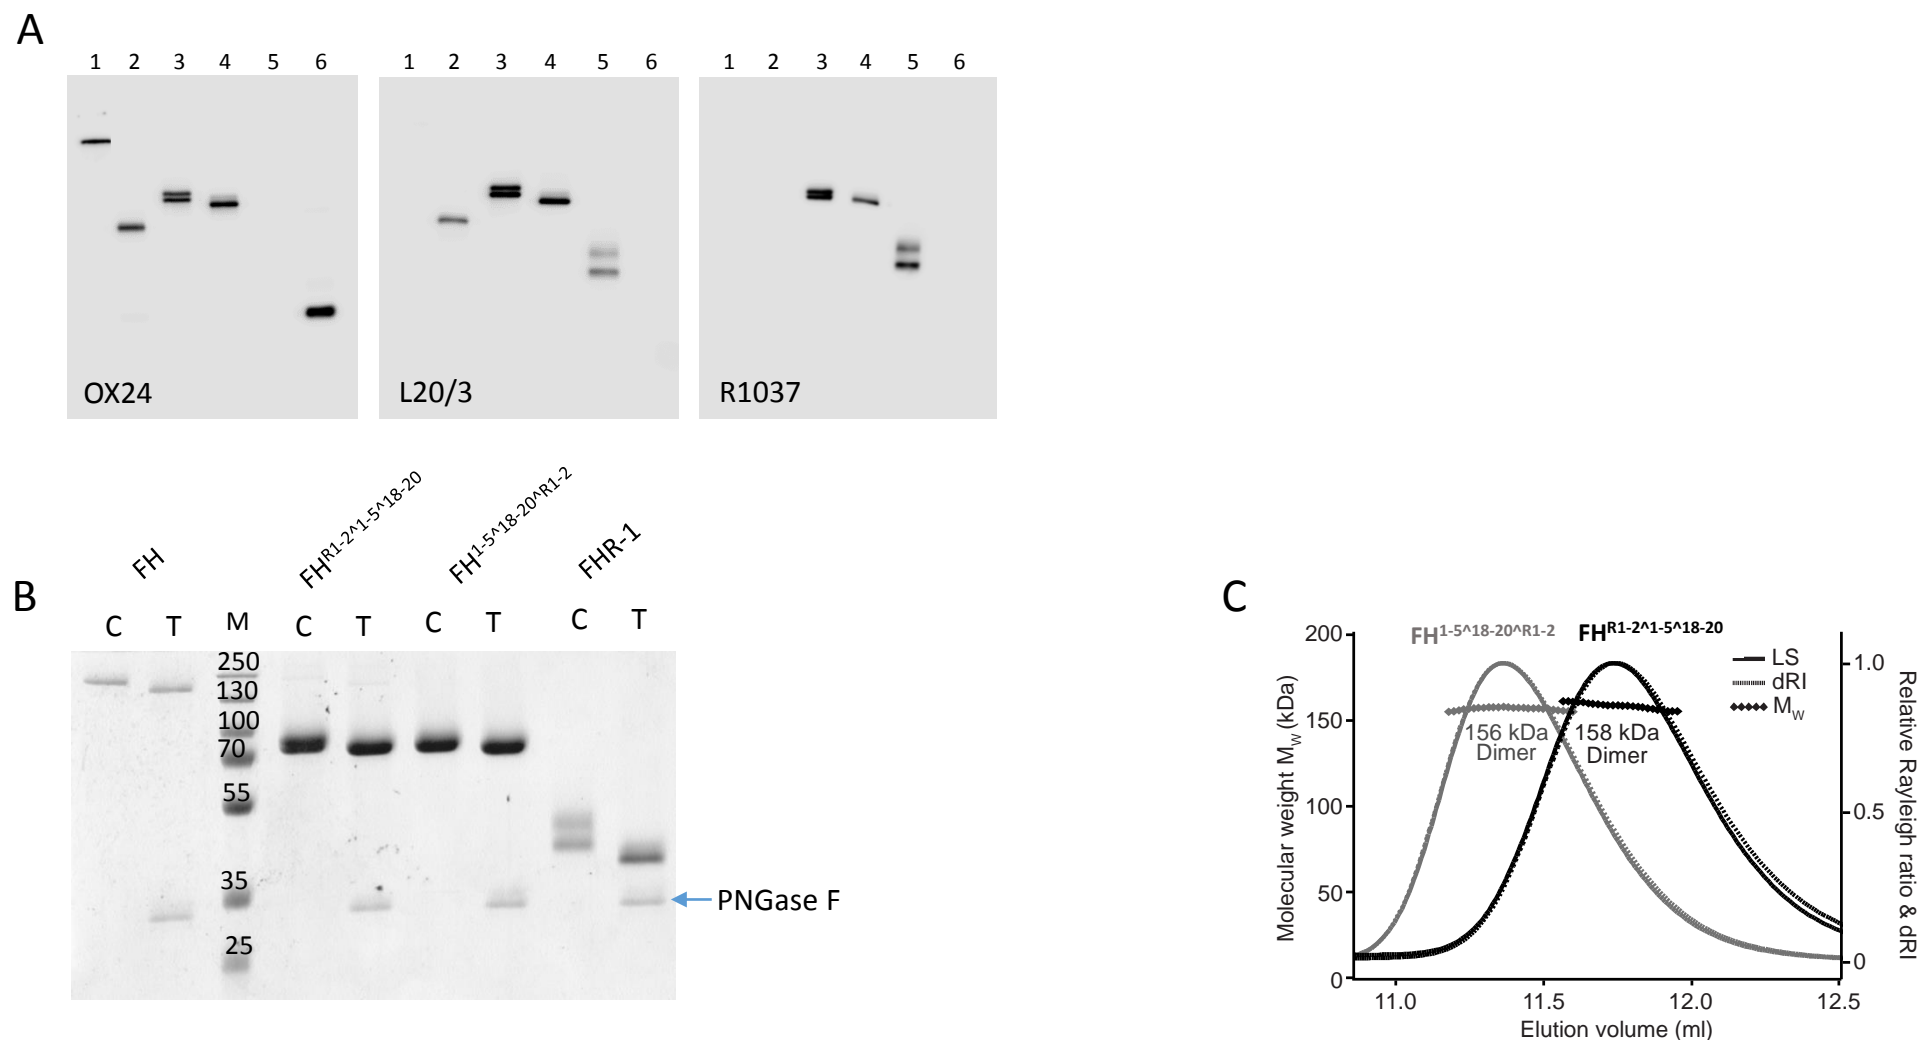 A
1 2 3 4 5 6
1 2 3 4 5 6
1 2 3 4 5 6
OX24
L20/3
R1037
B
FH
FH^R1-2^1-5^18-20
FH^1-5^18-20^R1-2
FHR-1
C T M C T C T C T
250
130
100
70
55
35
25
PNGase F
C
FH^1-5^18-20^R1-2
FH^R1-2^1-5^18-20
LS
dRI
M_W
156 kDa
Dimer
158 kDa
Dimer
Molecular weight M_W (kDa)
200
150
100
50
0
1.0
0.5
0
Relative Rayleigh ratio & dRI
11.0 11.5 12.0 12.5
Elution volume (ml)